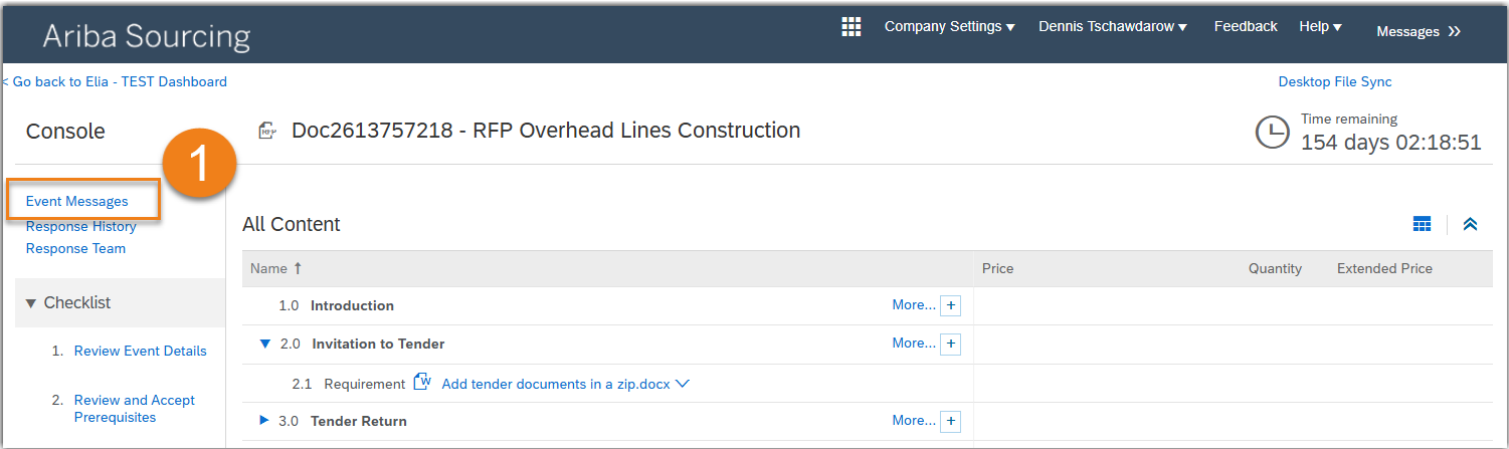 Ariba Sourcing
Company Settings ▾ Dennis Tschawdarow ▾ Feedback Help ▾ Messages »
< Go back to Elia - TEST Dashboard
Desktop File Sync
Console
Doc2613757218 - RFP Overhead Lines Construction
Time remaining
154 days 02:18:51
1
Event Messages
Response History
Response Team
All Content
Name ↑ Price Quantity Extended Price
▼ Checklist
1.0 Introduction More... +
1. Review Event Details
▼ 2.0 Invitation to Tender More... +
2.1 Requirement Add tender documents in a zip.docx
2. Review and Accept
Prerequisites
► 3.0 Tender Return More... +